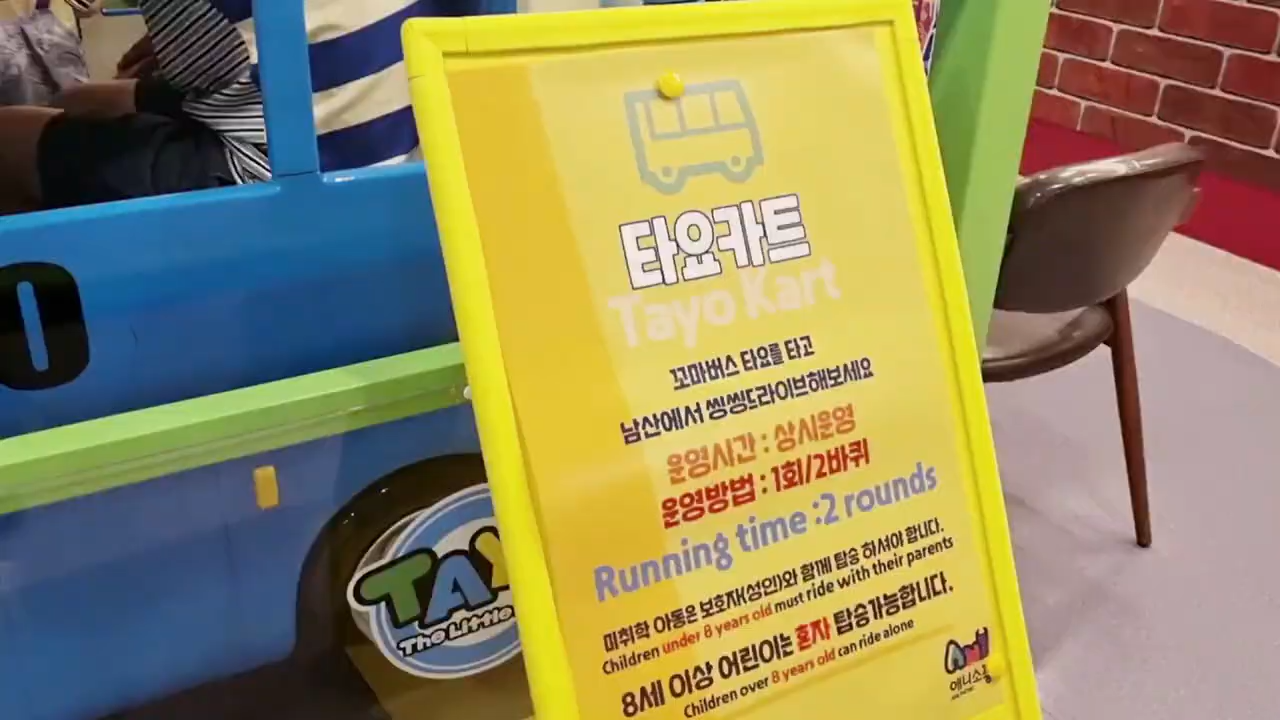 타요카트
Tayo Kart
꼬마버스 타요를 타고
남산에서 씽씽드라이브해보세요
운영시간 : 상시운영
운영방법 : 1회/2바퀴
Running time :2 rounds
미취학 아동은 보호자(성인)와 함께 탑승 하셔야 합니다.
Children under 8 years old must ride with their parents
8세 이상 어린이는 혼자 탑승가능합니다.
Children over 8 years old can ride alone
애니소
0
TAY
The Little